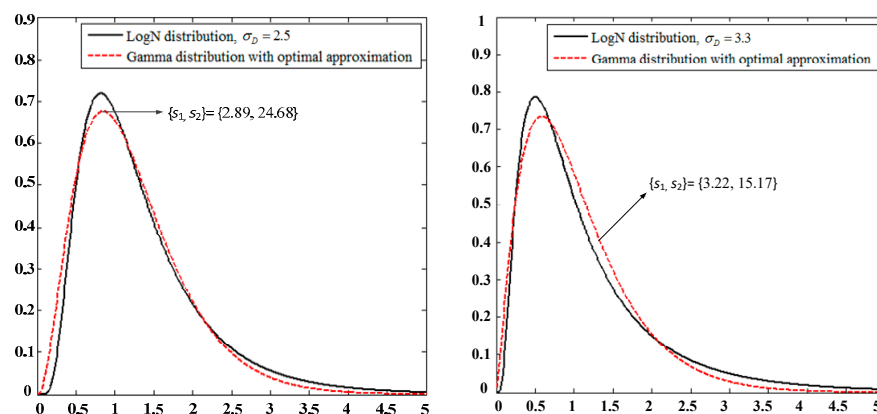 0.9
0.8
0.7
0.6
0.5
0.4
0.3
0.2
0.1
0
0 0.5 1 1.5 2 2.5 3 3.5 4 4.5 5
LogN distribution, σ_D = 2.5
Gamma distribution with optimal approximation
{s₁, s₂}= {2.89, 24.68}
1
0.9
0.8
0.7
0.6
0.5
0.4
0.3
0.2
0.1
0
0 0.5 1 1.5 2 2.5 3 3.5 4 4.5 5
LogN distribution, σ_D = 3.3
Gamma distribution with optimal approximation
{s₁, s₂}= {3.22, 15.17}